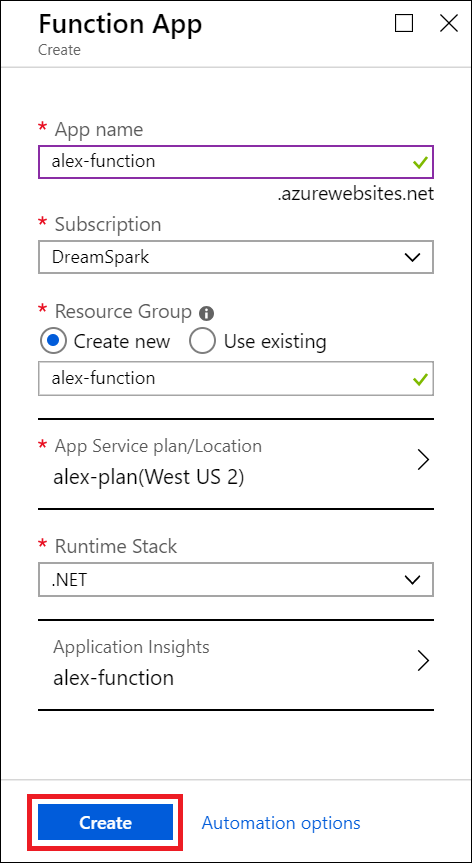 Function App
Create
* App name
alex-function
.azurewebsites.net
* Subscription
DreamSpark
* Resource Group
Create new Use existing
alex-function
* App Service plan/Location
alex-plan(West US 2)
* Runtime Stack
.NET
Application Insights
alex-function
Create Automation options